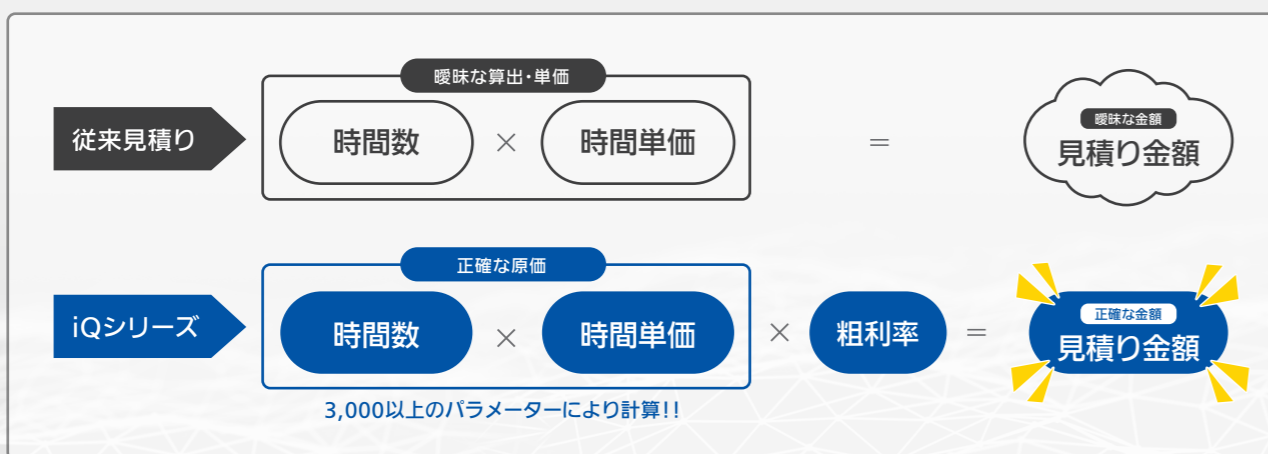 曖昧な算出・単価
従来見積り
時間数 × 時間単価 =
曖昧な金額
見積り金額
正確な原価
iQシリーズ
時間数 × 時間単価 × 粗利率 =
正確な金額
見積り金額
3,000以上のパラメーターにより計算!!